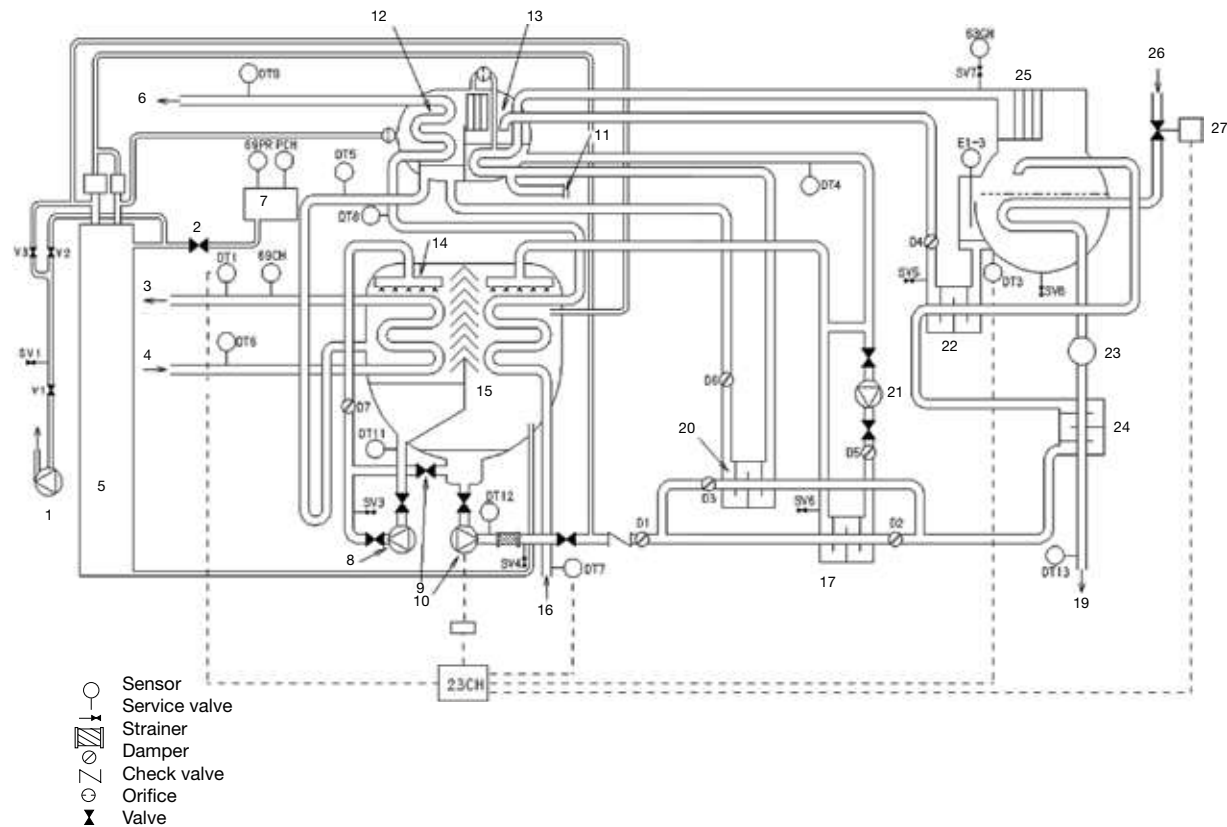 12
13
63CH
26
SV7
25
DT9
6
27
69PR PCH
11
E1-3
DT5
7
DT4
2
DT8
14
D4
V3
V2
DT1
69CH
SV5
DT3
SV8
3
22
23
SV1
4
DT6
15
D6
21
V1
D7
20
24
DT11
D5
5
9
DT12
D3
SV6
1
SV3
D1
D2
8
10
SV4
DT7
16
17
DT13
19
23CH
Sensor
Service valve
Strainer
Damper
Check valve
Orifice
Valve